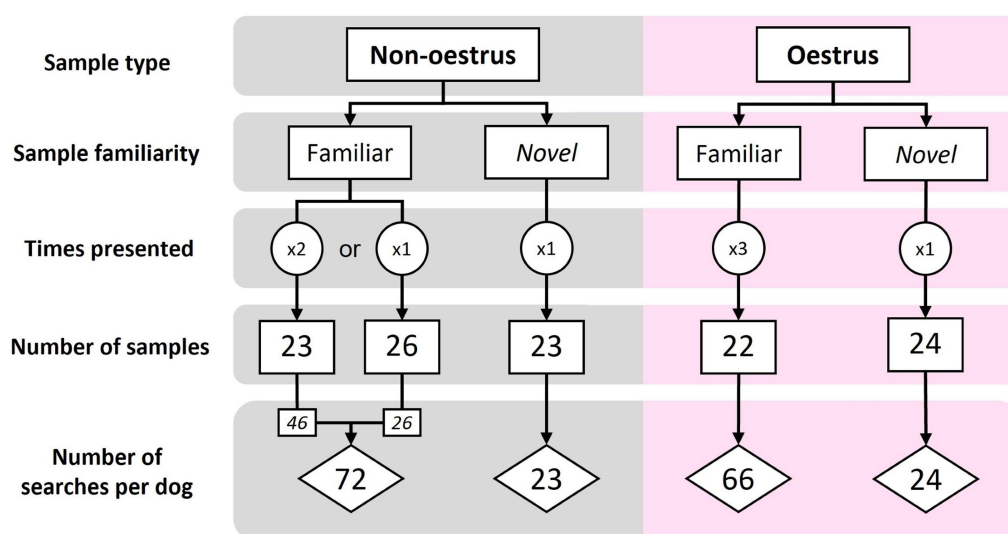 Sample type
Non-oestrus
Oestrus
Sample familiarity
Familiar
Novel
Familiar
Novel
Times presented
x2
or
x1
x1
x3
x1
Number of samples
23
26
23
22
24
46
26
Number of
searches per dog
72
23
66
24